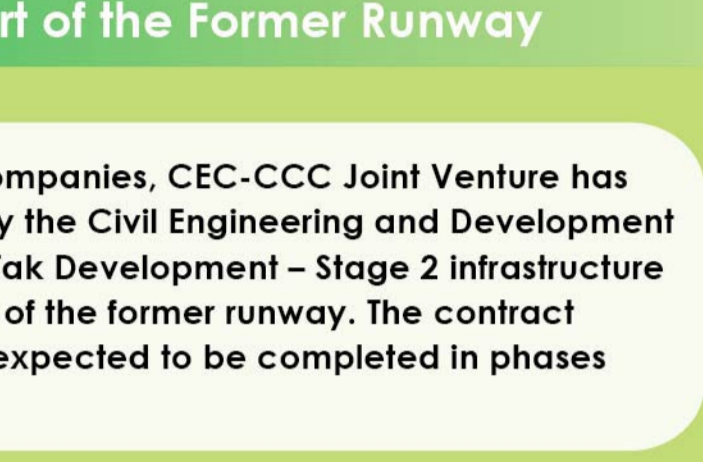 rt of the Former Runway
ompanies, CEC-CCC Joint Venture has
y the Civil Engineering and Development
Tak Development – Stage 2 infrastructure
of the former runway. The contract
expected to be completed in phases